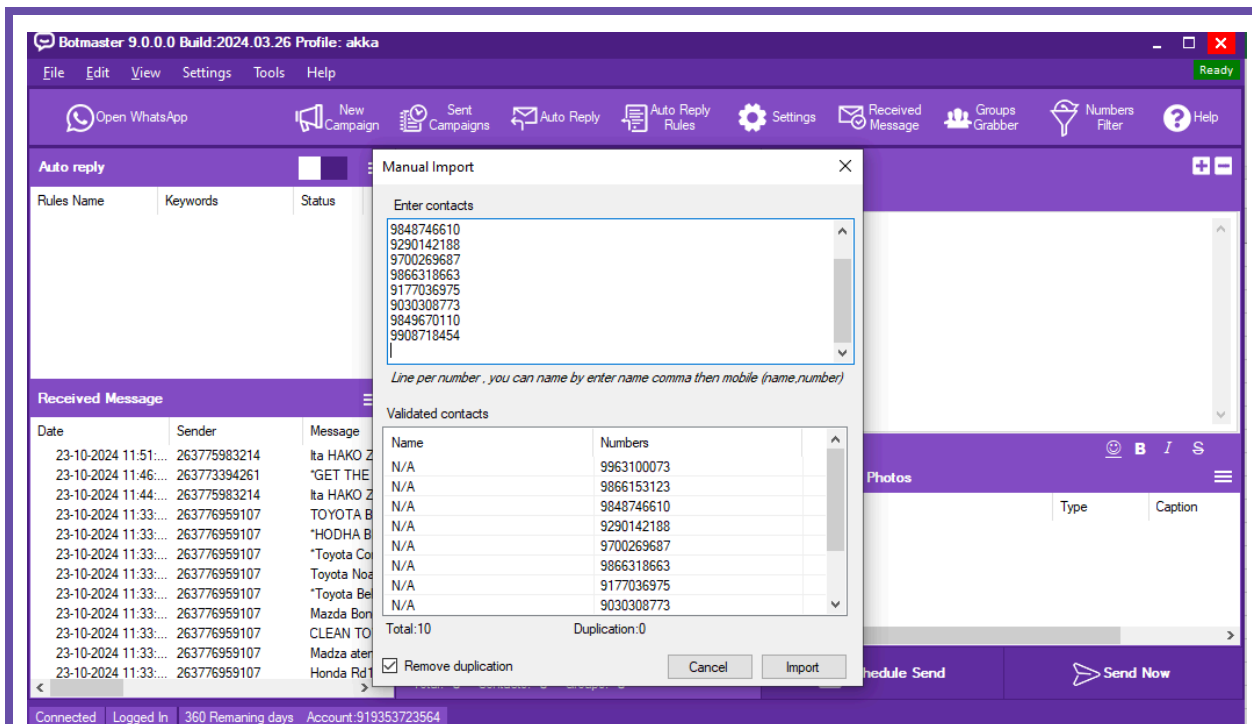 Botmaster 9.0.0.0 Build:2024.03.26 Profile: akka
File Edit View Settings Tools Help
Ready
Open WhatsApp
New Campaign
Sent Campaigns
Auto Reply
Auto Reply Rules
Settings
Received Message
Groups Grabber
Numbers Filter
Help
Auto reply
Rules Name Keywords Status
Received Message
Date Sender Message
23-10-2024 11:51:... 263775983214 Ita HAKO Z
23-10-2024 11:46:... 263773394261 *GET THE
23-10-2024 11:44:... 263775983214 Ita HAKO Z
23-10-2024 11:33:... 263776959107 TOYOTA B
23-10-2024 11:33:... 263776959107 *HODHA B
23-10-2024 11:33:... 263776959107 *Toyota Co
23-10-2024 11:33:... 263776959107 Toyota Noa
23-10-2024 11:33:... 263776959107 *Toyota Be
23-10-2024 11:33:... 263776959107 Mazda Bon
23-10-2024 11:33:... 263776959107 CLEAN TO
23-10-2024 11:33:... 263776959107 Madza ater
23-10-2024 11:33:... 263776959107 Honda Rd1
Manual Import
Enter contacts
9848746610
9290142188
9700269687
9866318663
9177036975
9030308773
9849670110
9908718454
Line per number , you can name by enter name comma then mobile (name,number)
Validated contacts
Name Numbers
N/A 9963100073
N/A 9866153123
N/A 9848746610
N/A 9290142188
N/A 9700269687
N/A 9866318663
N/A 9177036975
N/A 9030308773
Total:10 Duplication:0
Remove duplication
Cancel
Import
B I S
Photos
Type Caption
hedule Send
Send Now
Connected Logged In 360 Remaning days Account:919353723564